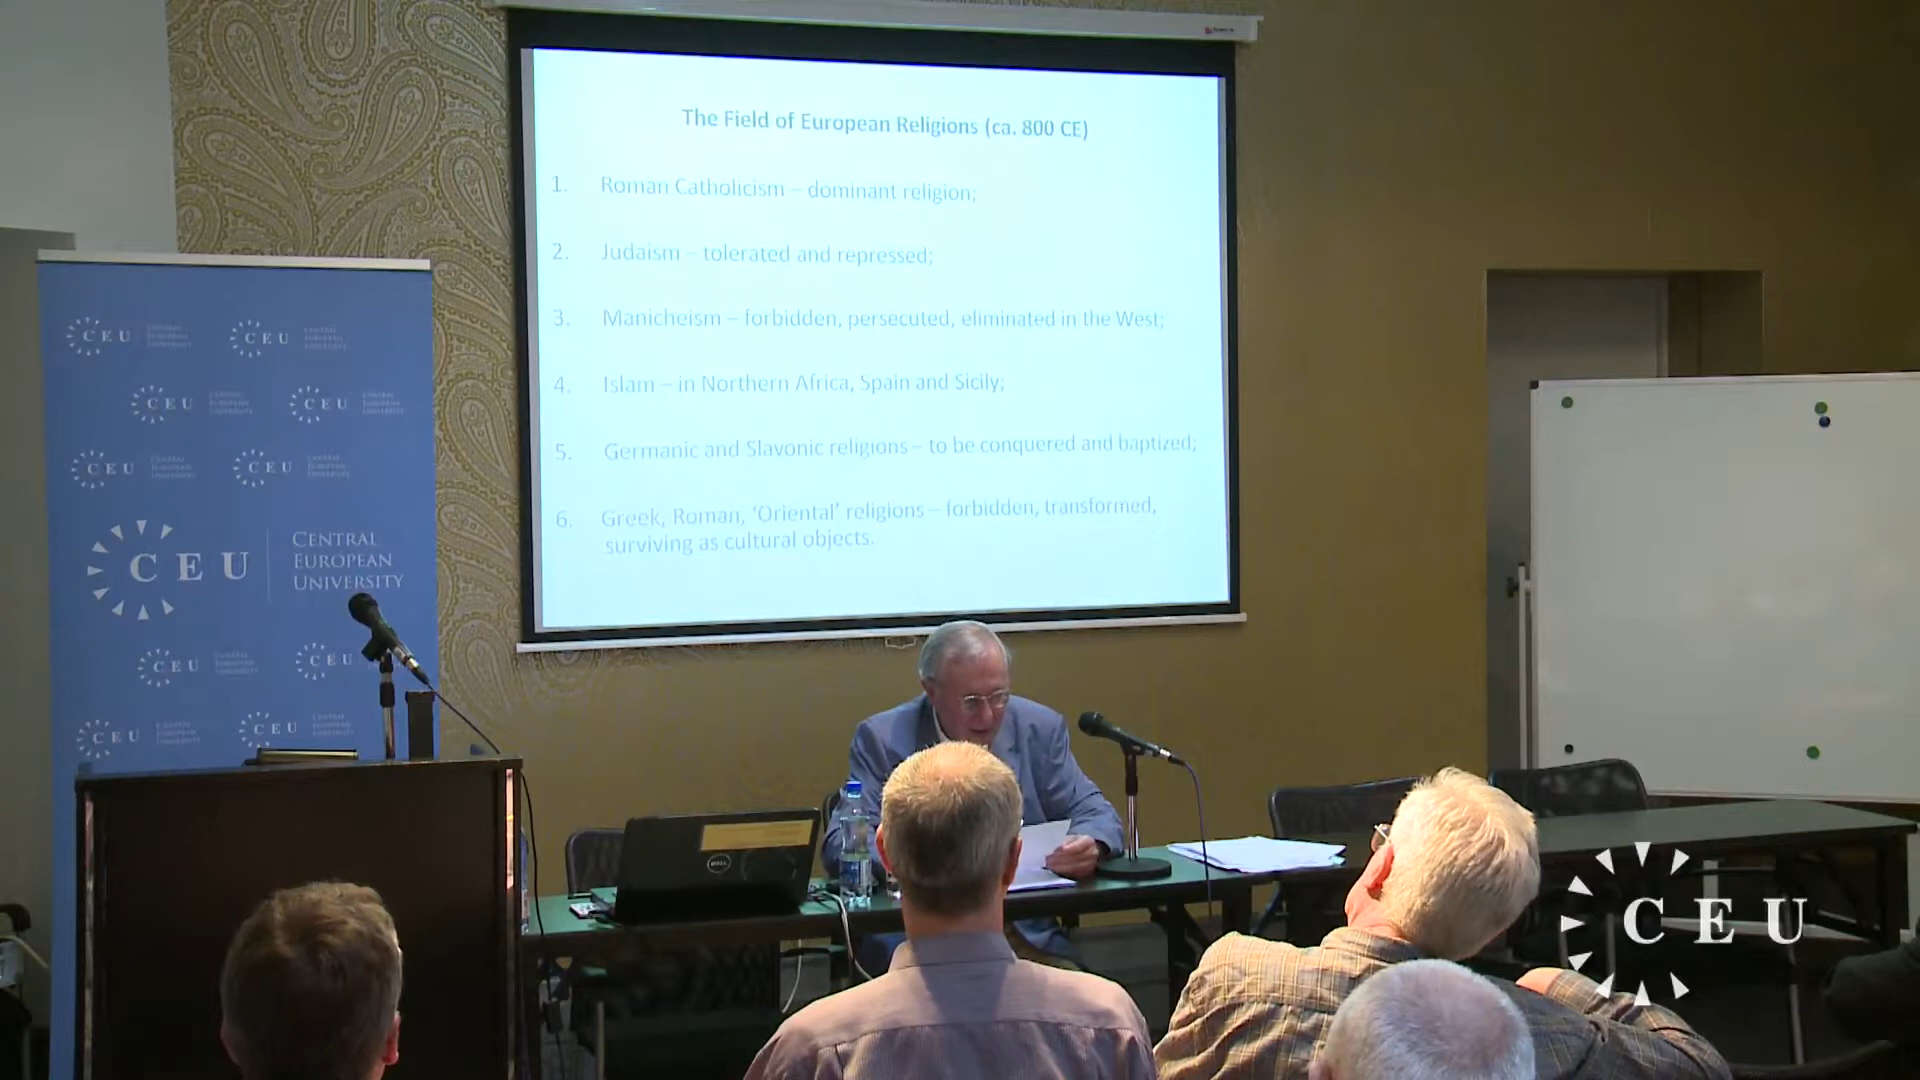 The Field of European Religions (ca. 800 CE)
1. Roman Catholicism – dominant religion;
2. Judaism – tolerated and repressed;
3. Manicheism – forbidden, persecuted, eliminated in the West;
4. Islam – in Northern Africa, Spain and Sicily;
5. Germanic and Slavonic religions – to be conquered and baptized;
6. Greek, Roman, ‘Oriental’ religions – forbidden, transformed,
surviving as cultural objects.
CEU
CEU
CEU
CEU
CEU
CEU
CENTRAL
EUROPEAN
UNIVERSITY
CEU
CEU
CEU
CEU
CEU
DELL
CEU